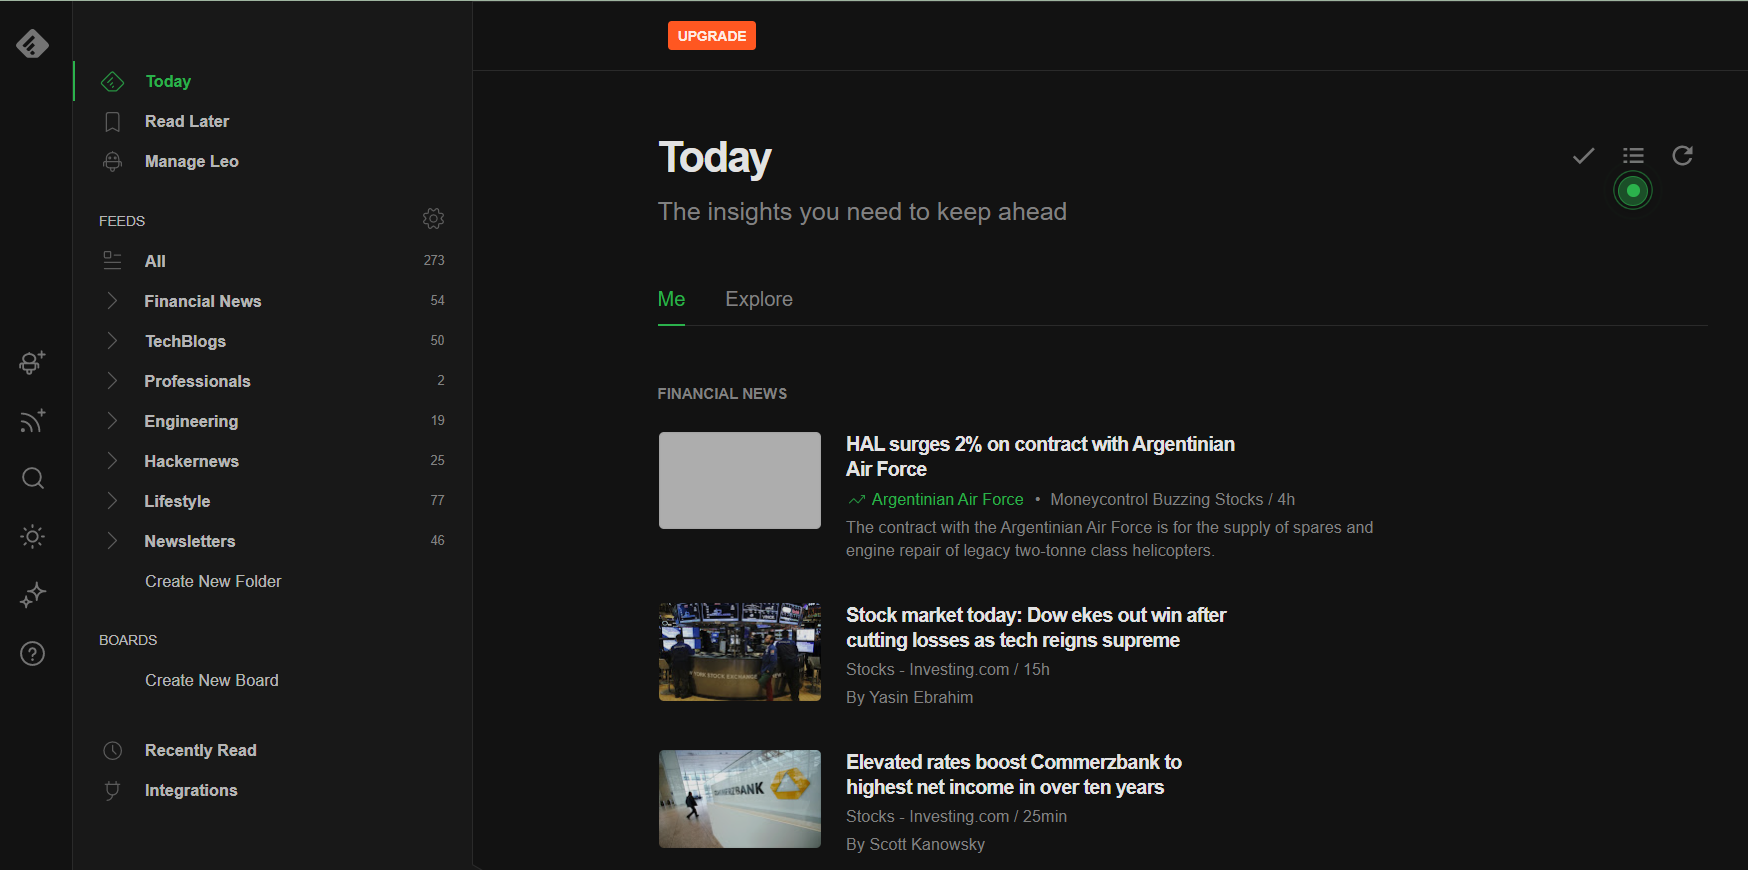 UPGRADE
Today
Read Later
Manage Leo
FEEDS
All 273
Financial News 54
TechBlogs 50
Professionals 2
Engineering 19
Hackernews 25
Lifestyle 77
Newsletters 46
Create New Folder
BOARDS
Create New Board
Recently Read
Integrations
Today
The insights you need to keep ahead
Me Explore
FINANCIAL NEWS
HAL surges 2% on contract with Argentinian
Air Force
Argentinian Air Force • Moneycontrol Buzzing Stocks / 4h
The contract with the Argentinian Air Force is for the supply of spares and
engine repair of legacy two-tonne class helicopters.
Stock market today: Dow ekes out win after
cutting losses as tech reigns supreme
Stocks - Investing.com / 15h
By Yasin Ebrahim
STOCK EXCHANGE
Elevated rates boost Commerzbank to
highest net income in over ten years
Stocks - Investing.com / 25min
By Scott Kanowsky